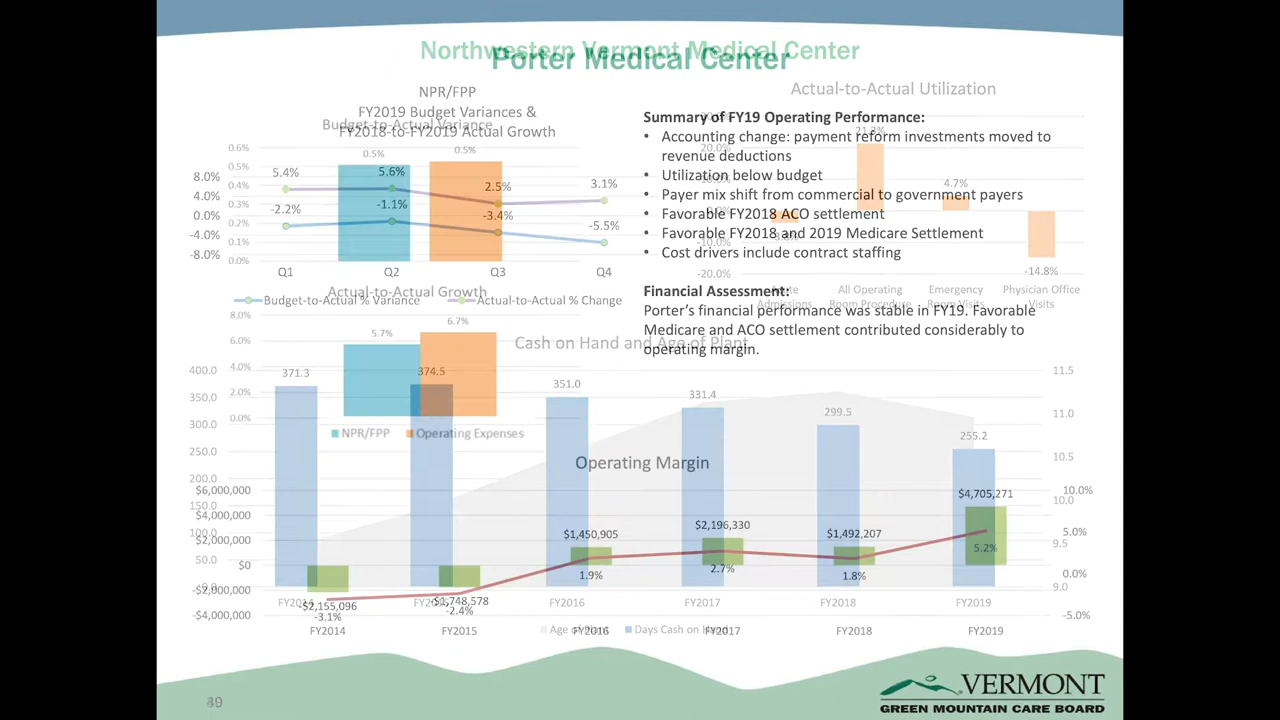 Northwestern Vermont Medical Center
Porter Medical Center
NPR/FPP
FY2019 Budget Variances &
FY2018-to-FY2019 Actual Growth
Budget-to-Actual Variance
0.6%
0.5%
0.4%
0.3%
0.2%
0.1%
0.0%
0.5%
0.5%
8.0%
4.0%
0.0%
-4.0%
-8.0%
5.4%
5.6%
2.5%
3.1%
-2.2%
-1.1%
-3.4%
-5.5%
Q1
Q2
Q3
Q4
Budget-to-Actual % Variance
Actual-to-Actual % Change
Actual-to-Actual Growth
8.0%
6.0%
4.0%
2.0%
0.0%
5.7%
6.7%
NPR/FPP
Operating Expenses
Actual-to-Actual Utilization
20.0%
-10.0%
-20.0%
4.7%
-14.8%
Admissions
All Operating
Room Procedure
Emergency
Room Visits
Physician Office
Visits
Summary of FY19 Operating Performance:
• Accounting change: payment reform investments moved to
revenue deductions
• Utilization below budget
• Payer mix shift from commercial to government payers
• Favorable FY2018 ACO settlement
• Favorable FY2018 and 2019 Medicare Settlement
• Cost drivers include contract staffing
Financial Assessment:
Porter's financial performance was stable in FY19. Favorable
Medicare and ACO settlement contributed considerably to
operating margin.
Cash on Hand and Age of Plant
400.0
350.0
300.0
250.0
200.0
150.0
100.0
50.0
0.0
371.3
374.5
351.0
331.4
299.5
255.2
11.5
11.0
10.5
10.0
9.5
9.0
FY2014
FY2015
FY2016
FY2017
FY2018
FY2019
Age of Plant
Days Cash on Hand
Operating Margin
$6,000,000
$4,000,000
$2,000,000
$0
-$2,000,000
-$4,000,000
-$2,155,096
-$1,748,578
$1,450,905
$2,196,330
$1,492,207
$4,705,271
-3.1%
-2.4%
1.9%
2.7%
1.8%
5.2%
10.0%
5.0%
0.0%
-5.0%
FY2014
FY2015
FY2016
FY2017
FY2018
FY2019
VERMONT
GREEN MOUNTAIN CARE BOARD